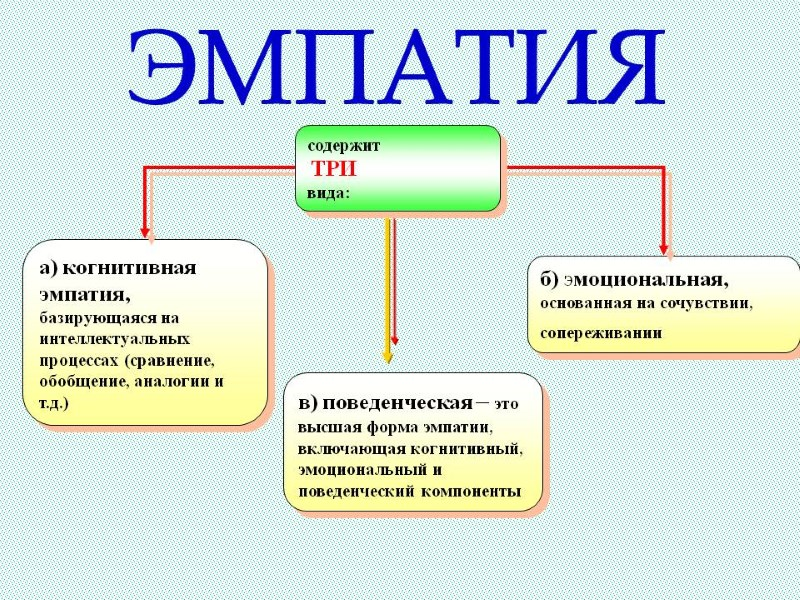 ЭМПАТИЯ
содержит
ТРИ
вида:
а) когнитивная
эмпатия,
базирующаяся на
интеллектуальных
процессах (сравнение,
обобщение, аналогии и
т.д.)
б) эмоциональная,
основанная на сочувствии,
сопереживании
в) поведенческая – это
высшая форма эмпатии,
включающая когнитивный,
эмоциональный и
поведенческий компоненты